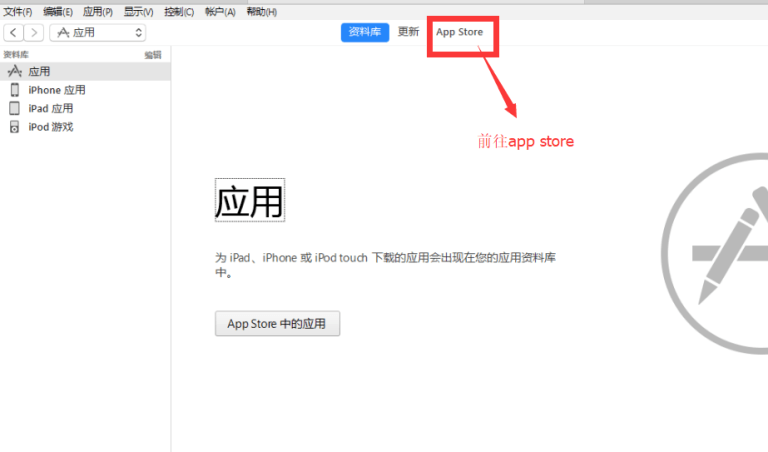 文件(F) 编辑(E) 应用(P) 显示(V) 控制(C) 帐户(A) 帮助(H)
应用 资料库 更新 App Store
资料库 编辑
应用
iPhone 应用
iPad 应用
iPod 游戏
前往app store
应用
为 iPad、iPhone 或 iPod touch 下载的应用会出现在您的应用资料库
中。
App Store 中的应用